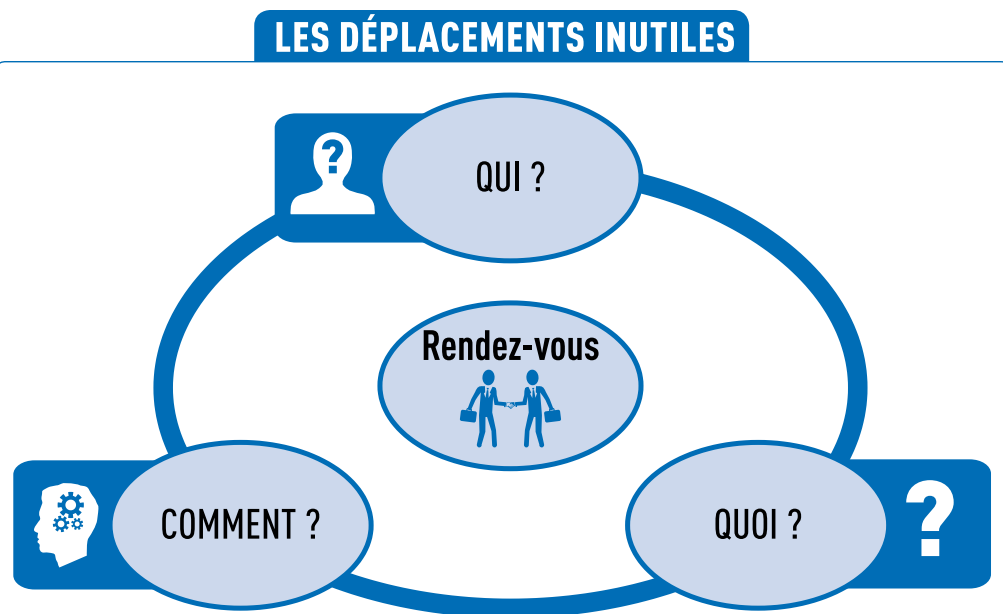 LES DÉPLACEMENTS INUTILES
?
QUI ?
Rendez-vous
COMMENT ?
QUOI ?
?